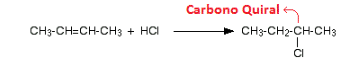 Carbono Quiral
CH3-CH=CH-CH3 + HCl CH3-CH2-CH-CH3
Cl